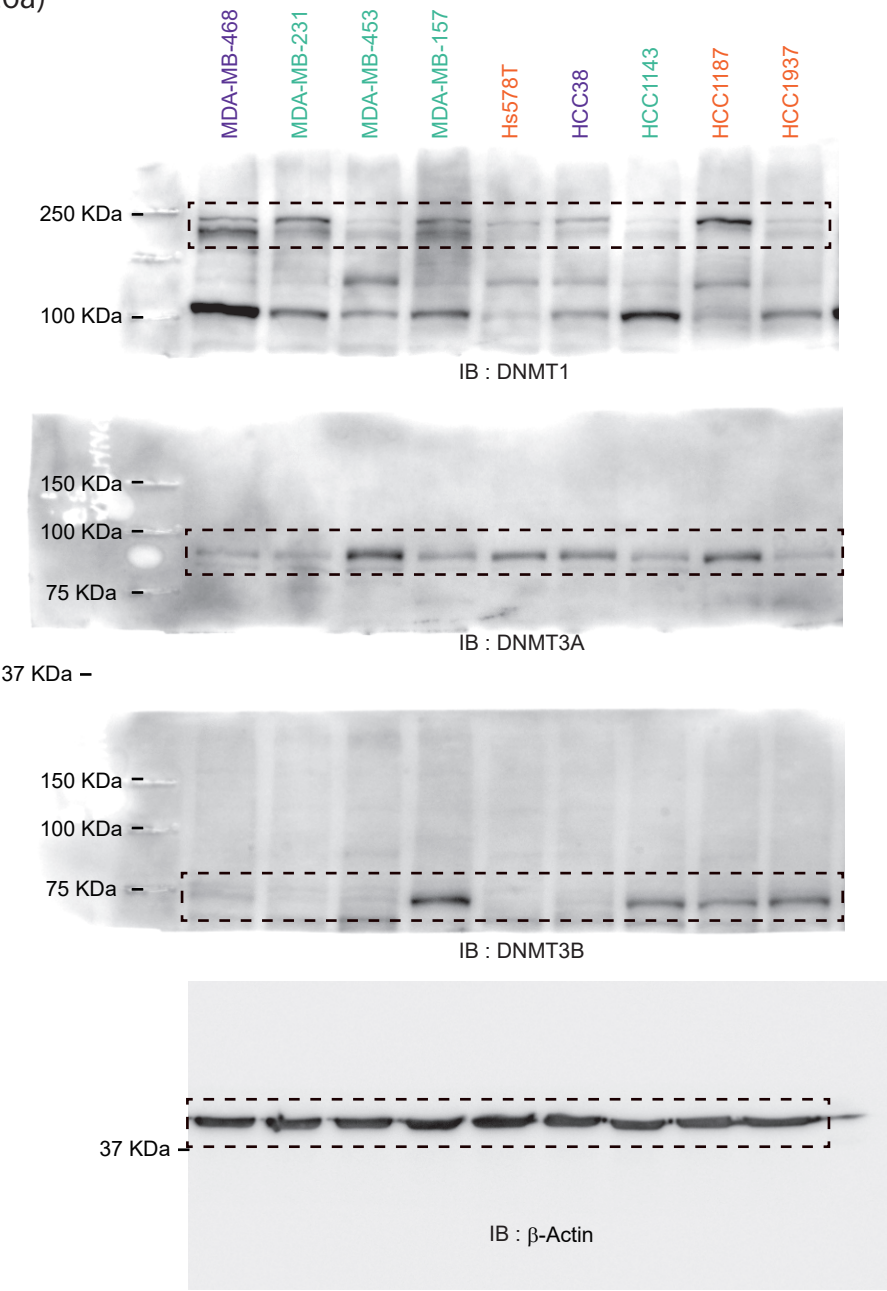 MDA-MB-468
MDA-MB-231
MDA-MB-453
MDA-MB-157
Hs578T
HCC38
HCC1143
HCC1187
HCC1937
250 KDa
100 KDa
IB : DNMT1
150 KDa
100 KDa
75 KDa
IB : DNMT3A
37 KDa
150 KDa
100 KDa
75 KDa
IB : DNMT3B
37 KDa
IB : β-Actin